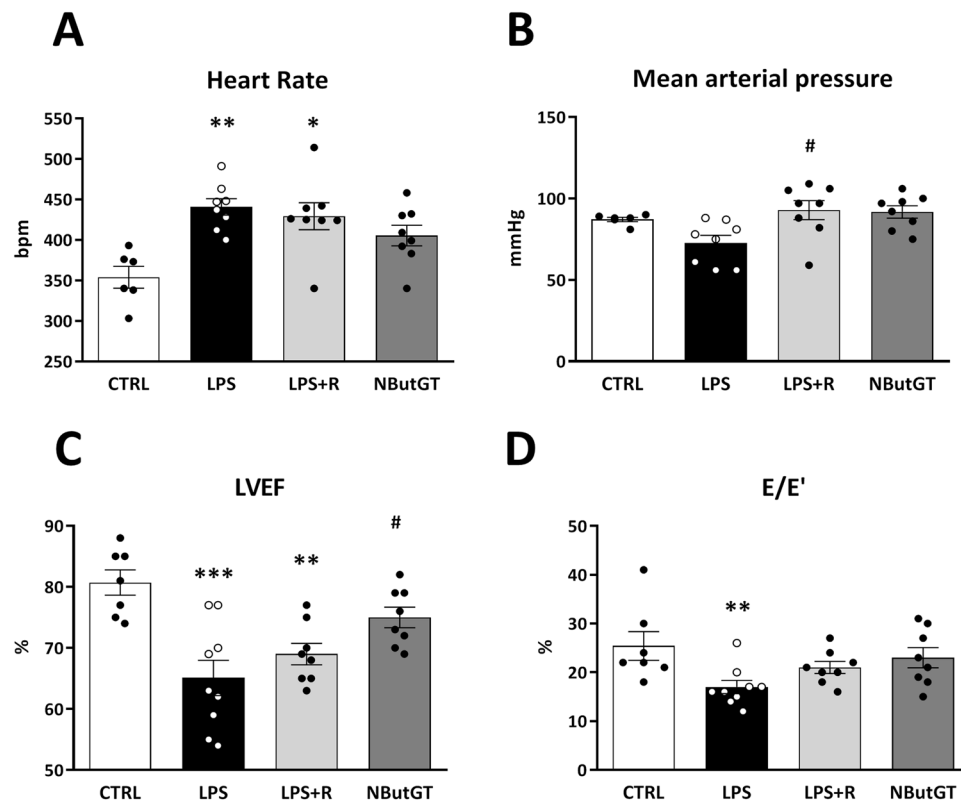 A
Heart Rate
bpm
550
500
450
400
350
300
250
**
*
CTRL LPS LPS+R NButGT
B
Mean arterial pressure
mmHg
150
100
50
0
#
CTRL LPS LPS+R NButGT
C
LVEF
%
90
80
70
60
50
***
**
#
CTRL LPS LPS+R NButGT
D
E/E'
%
50
40
30
20
10
0
**
CTRL LPS LPS+R NButGT